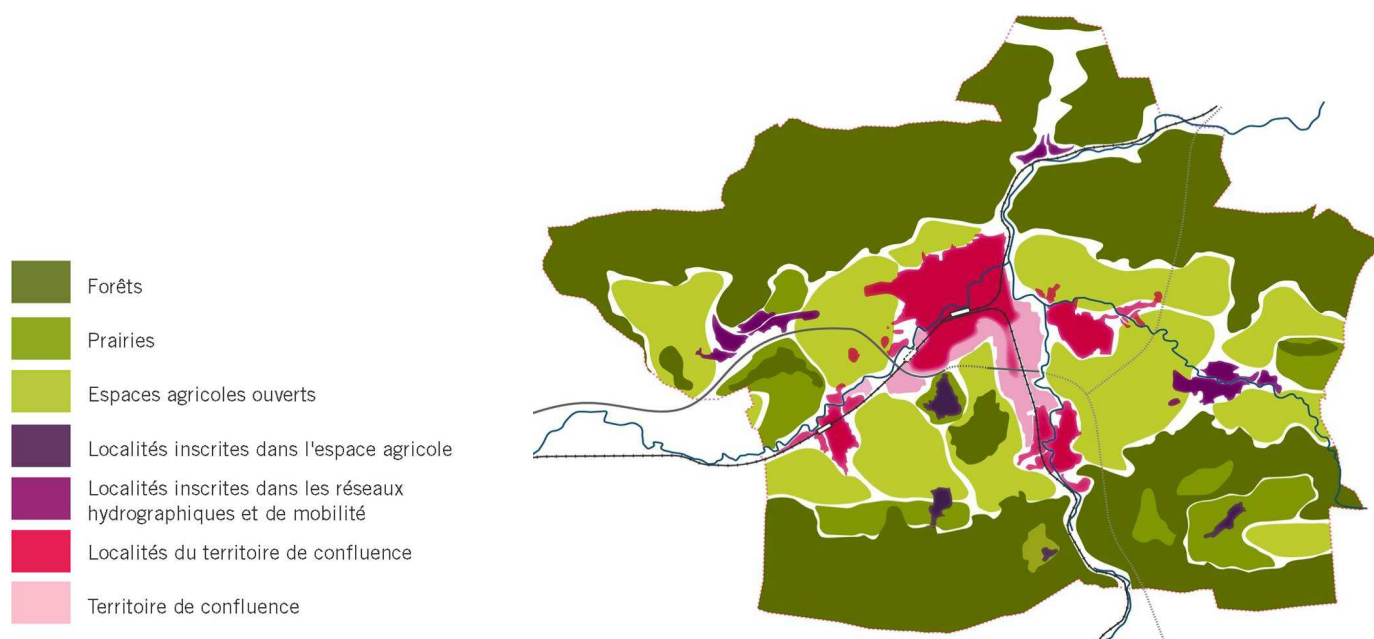 Forêts
Prairies
Espaces agricoles ouverts
Localités inscrites dans l'espace agricole
Localités inscrites dans les réseaux
hydrographiques et de mobilité
Localités du territoire de confluence
Territoire de confluence